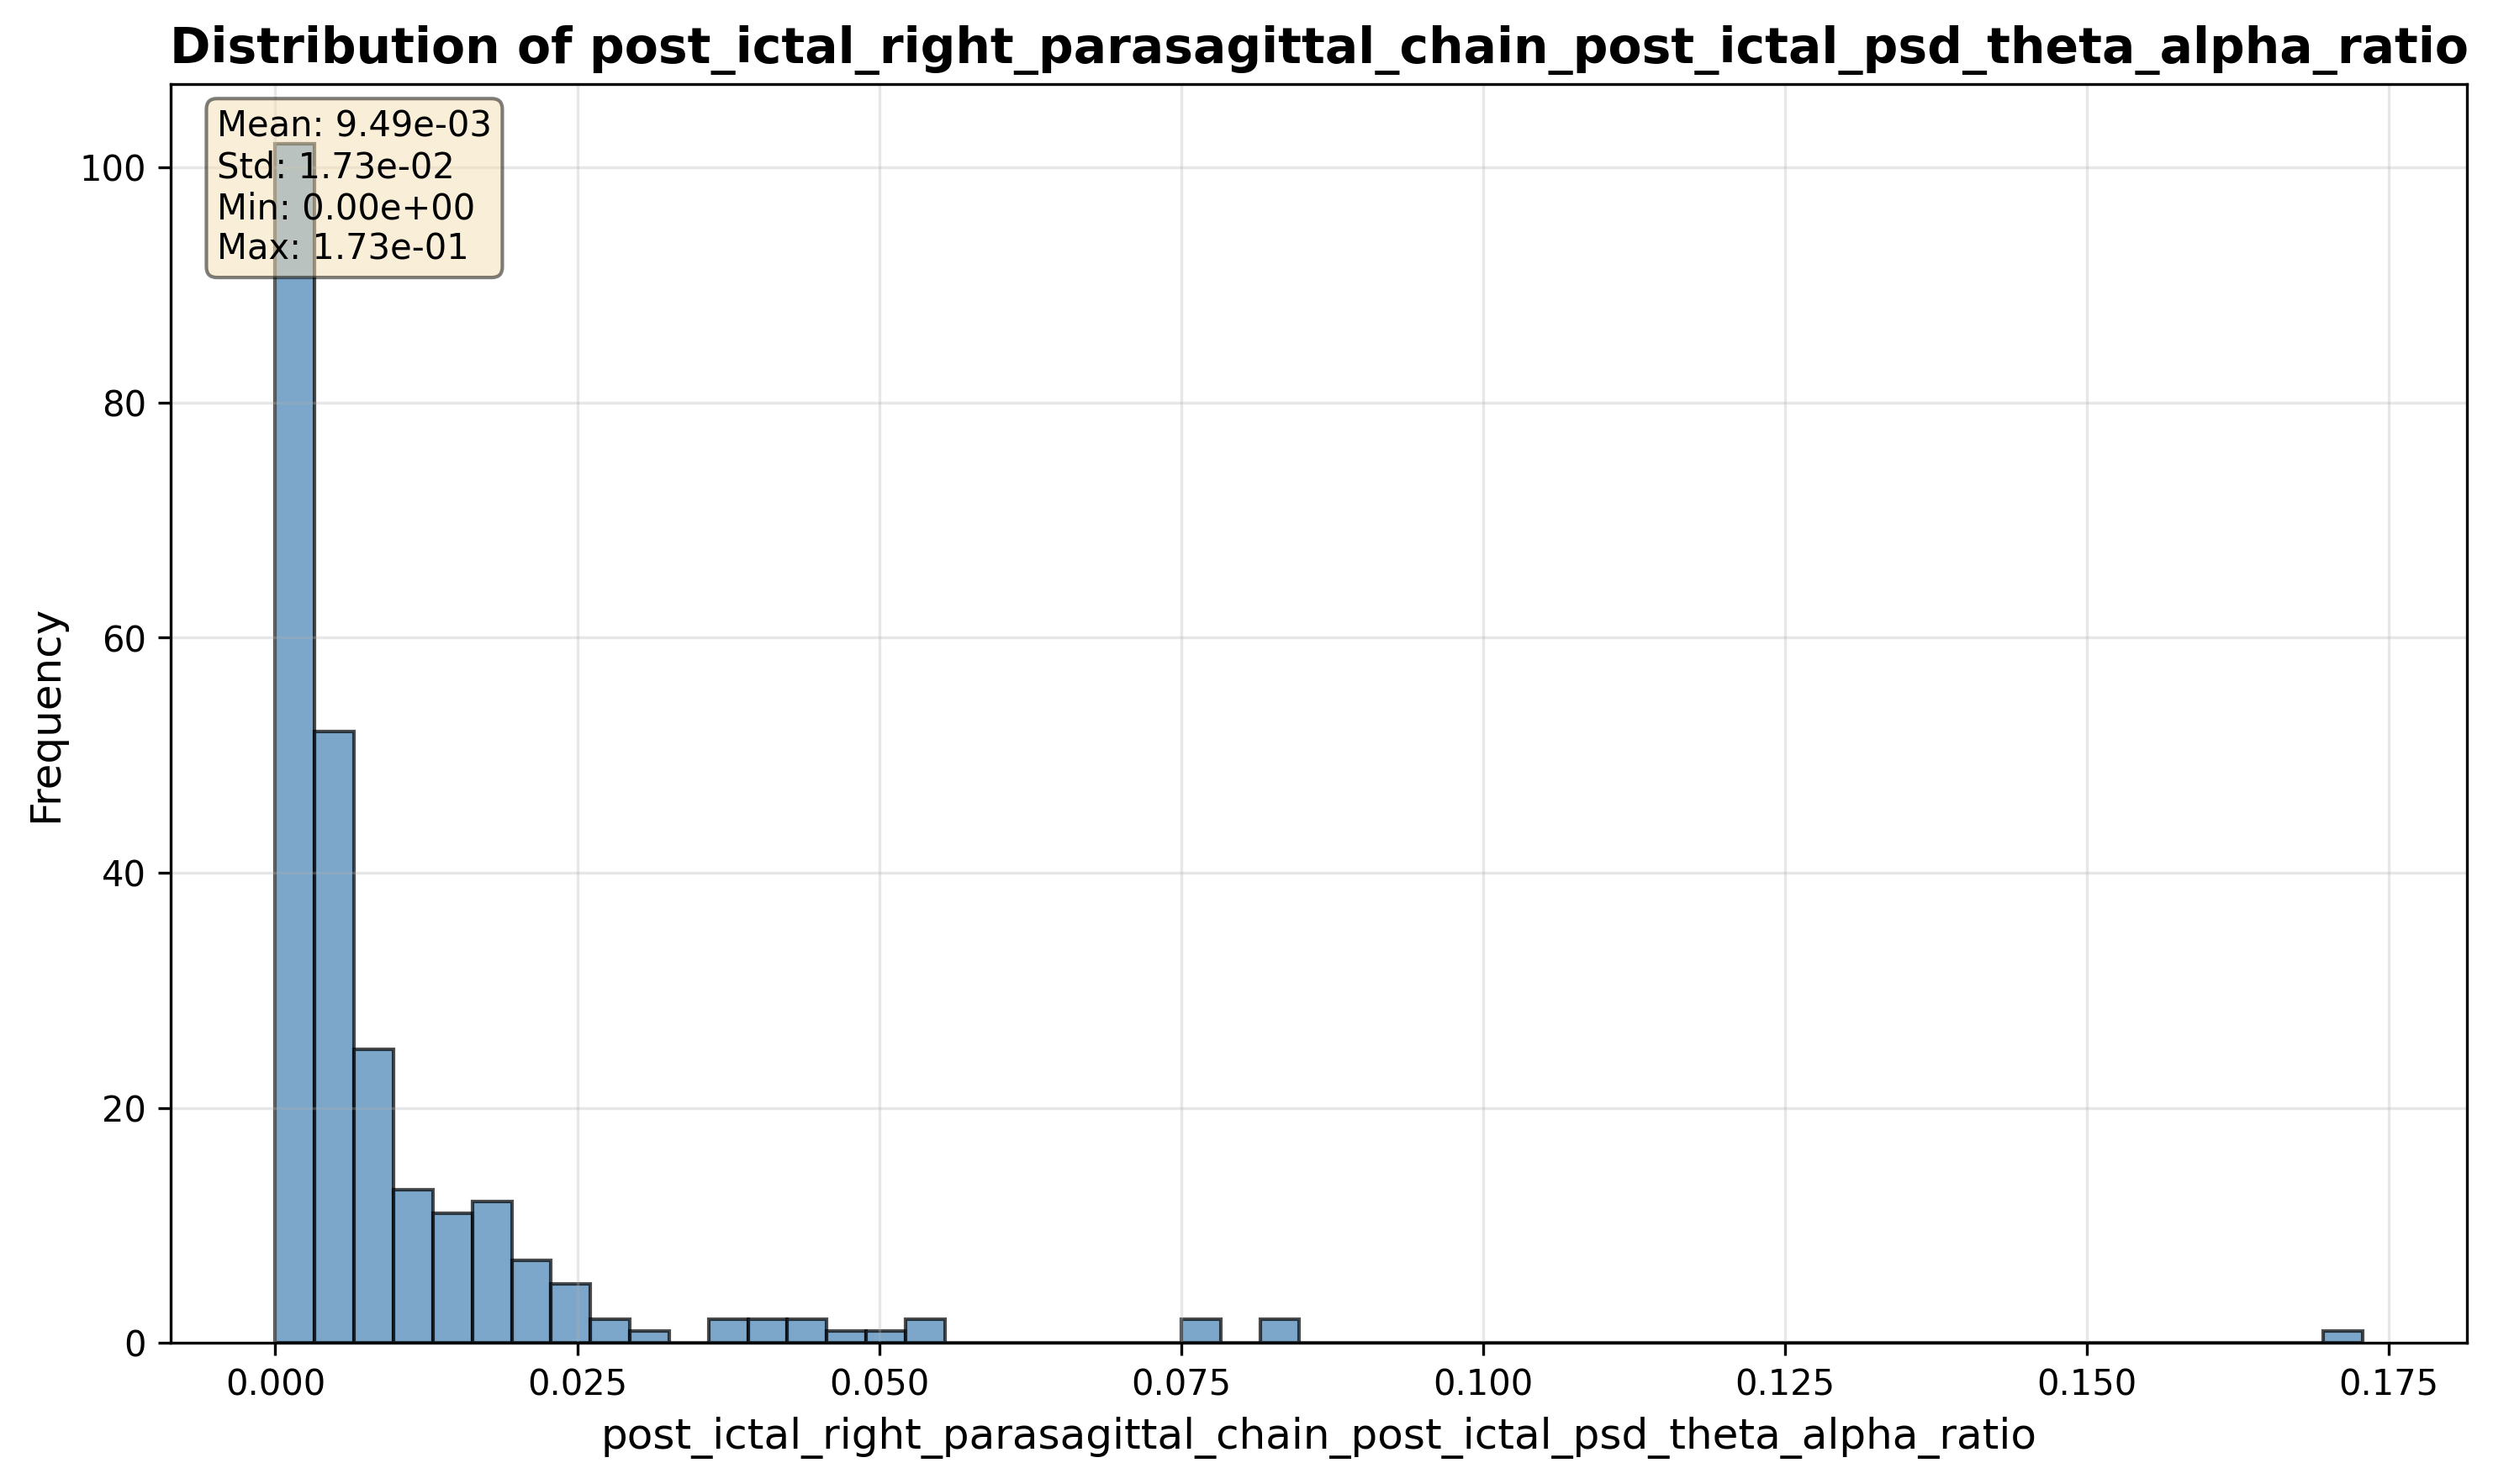 Distribution of post_ictal_right_parasagittal_chain_post_ictal_psd_theta_alpha_ratio
Mean: 9.49e-03
Std: 1.73e-02
Min: 0.00e+00
Max: 1.73e-01
100
80
60
40
20
0
Frequency
0.000 0.025 0.050 0.075 0.100 0.125 0.150 0.175
post_ictal_right_parasagittal_chain_post_ictal_psd_theta_alpha_ratio